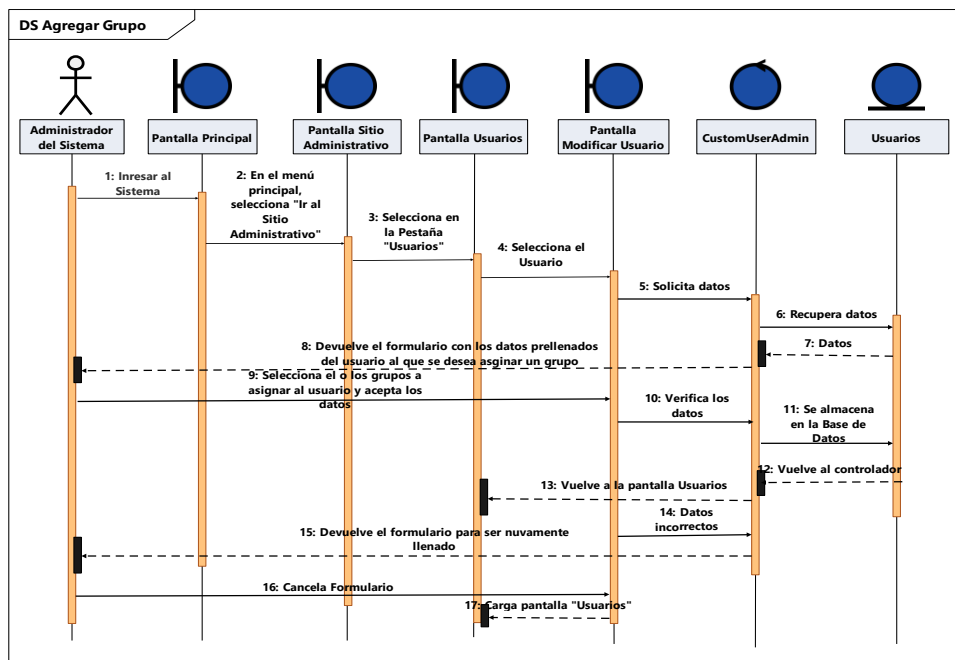 DS Agregar Grupo
Administrador
del Sistema
Pantalla Principal
Pantalla Sitio
Administrativo
Pantalla Usuarios
Pantalla
Modificar Usuario
CustomUserAdmin
Usuarios
1: Inresar al
Sistema
2: En el menú
principal,
selecciona "Ir al
Sitio
Administrativo"
3: Selecciona en
la Pestaña
"Usuarios"
4: Selecciona el
Usuario
5: Solicita datos
6: Recupera datos
7: Datos
8: Devuelve el formulario con los datos prellenados
del usuario al que se desea asginar un grupo
9: Selecciona el o los grupos a
asignar al usuario y acepta los
datos
10: Verifica los
datos
11: Se almacena
en la Base de
Datos
12: Vuelve al controlador
13: Vuelve a la pantalla Usuarios
14: Datos
incorrectos
15: Devuelve el formulario para ser nuvamente
llenado
16: Cancela Formulario
17: Carga pantalla "Usuarios"